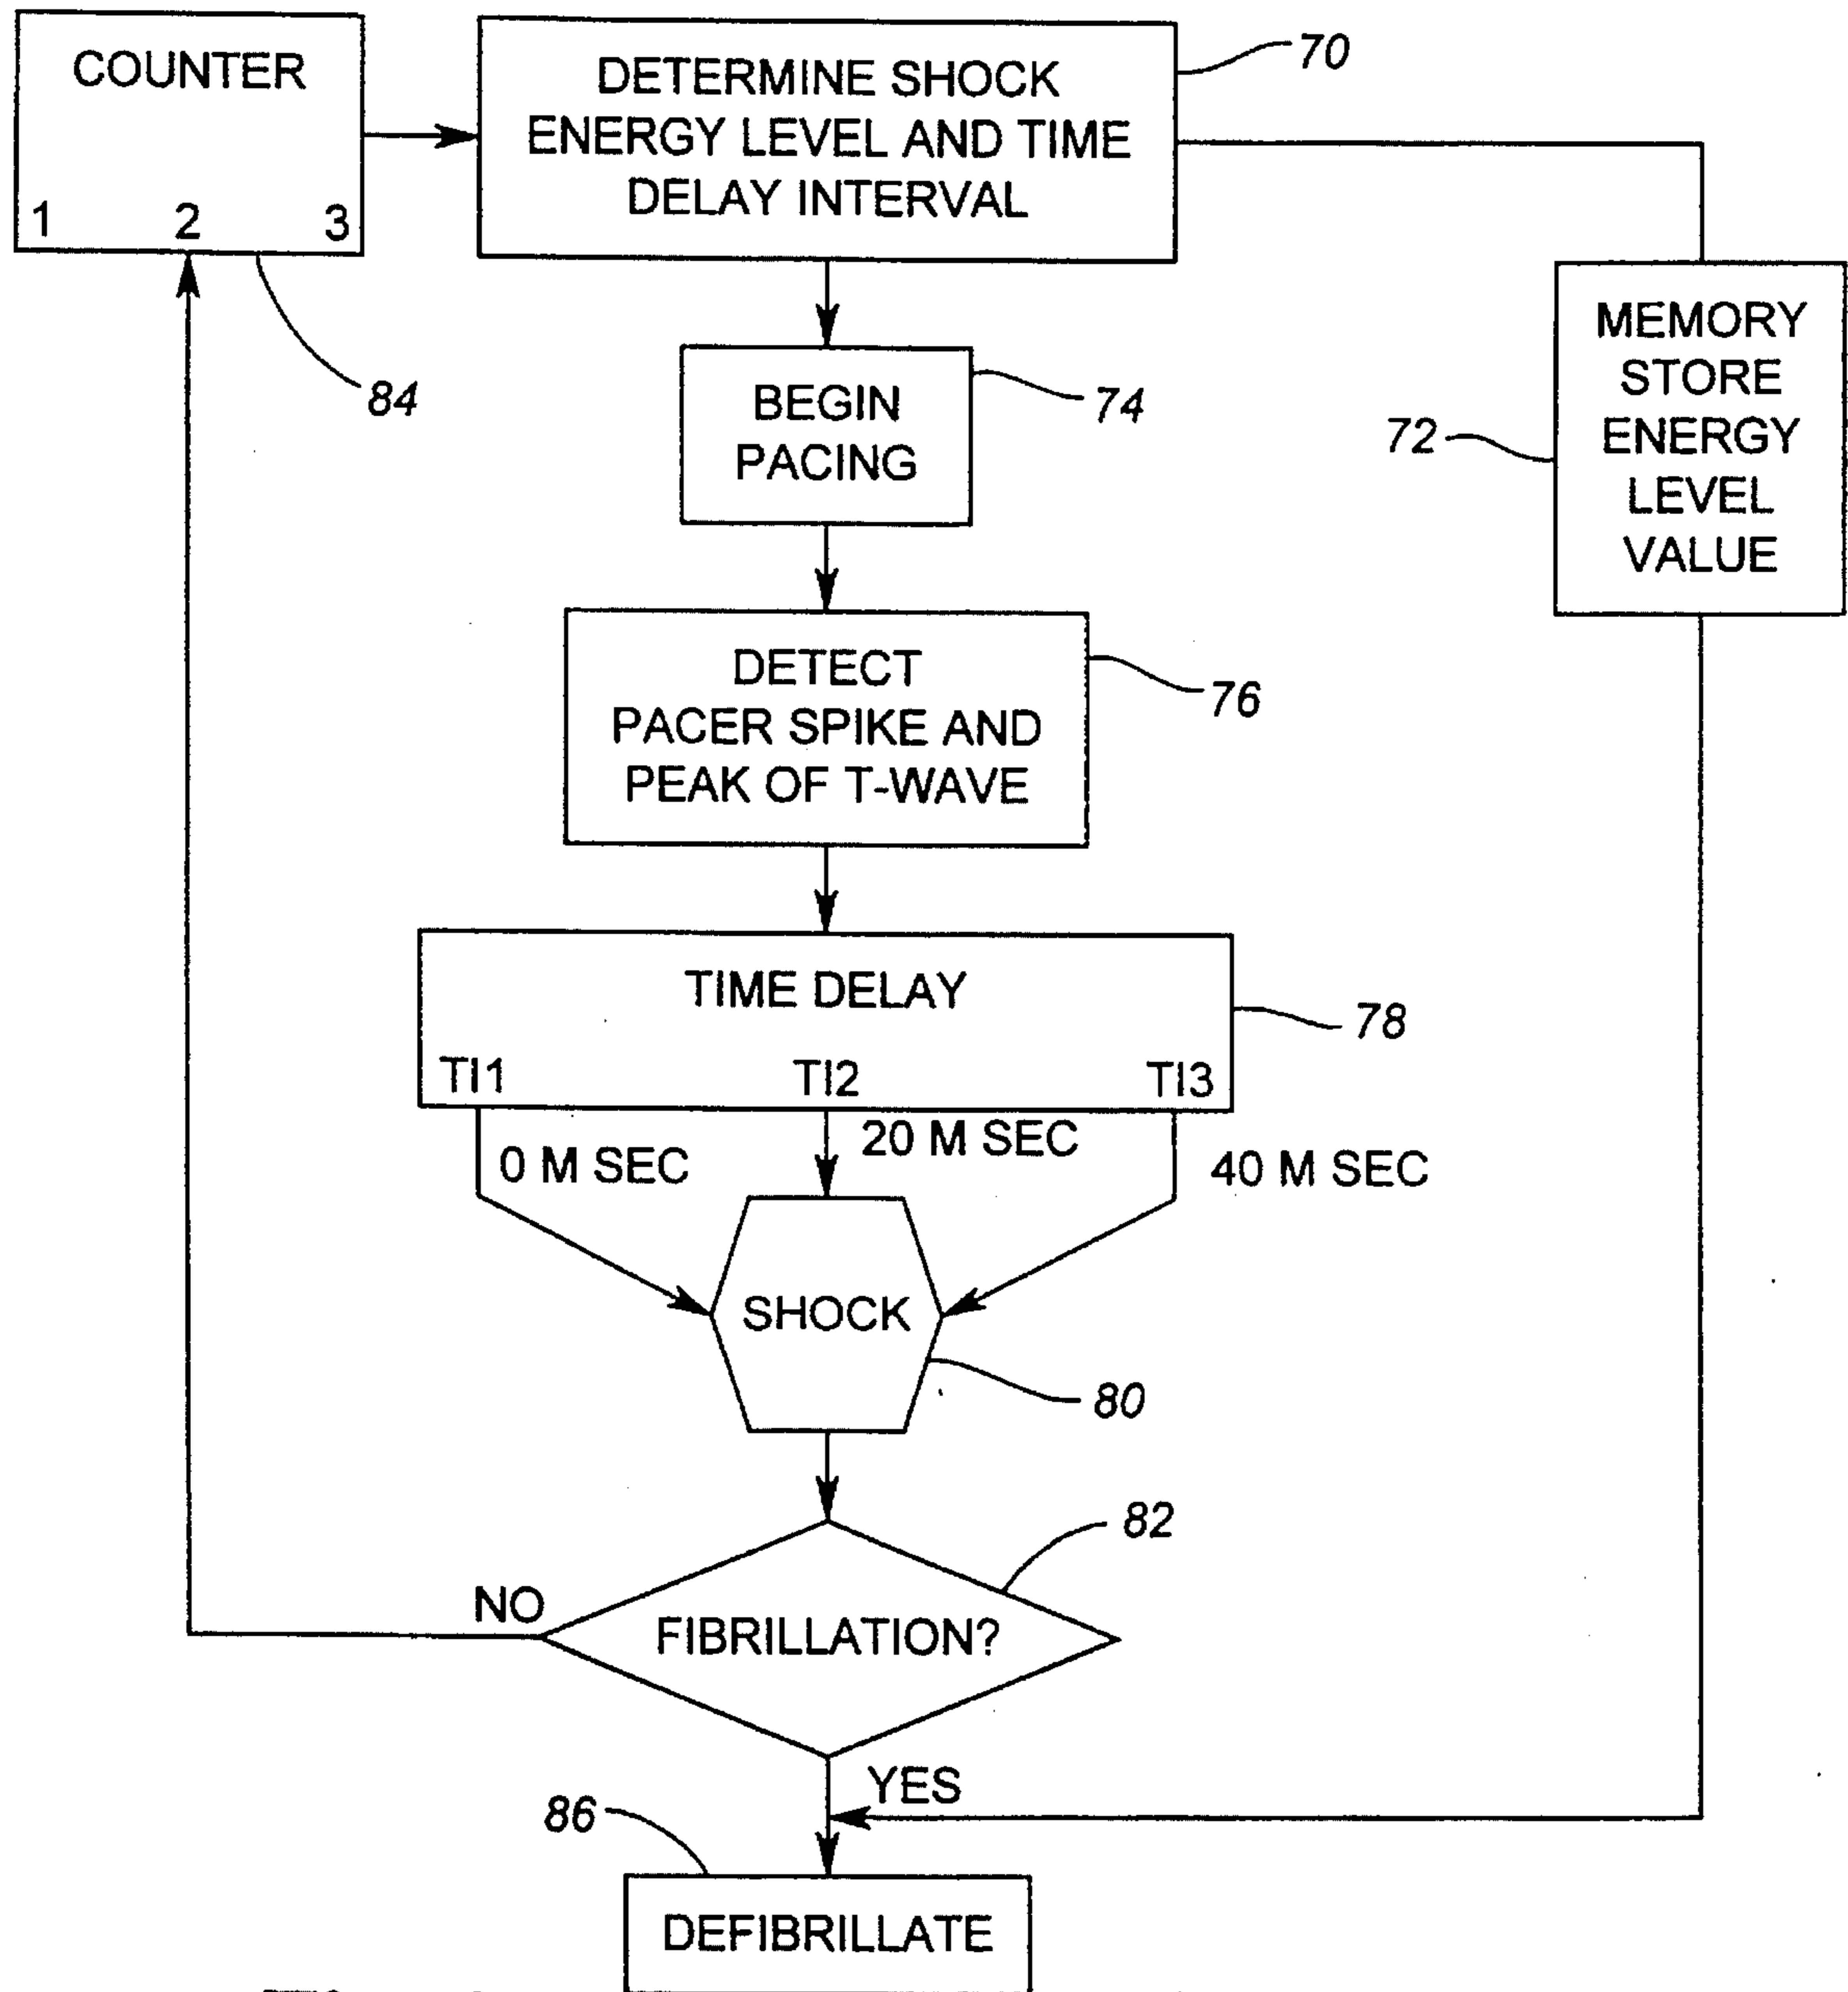 COUNTER
1 2 3
84
DETERMINE SHOCK
ENERGY LEVEL AND TIME
DELAY INTERVAL
70
MEMORY
STORE
ENERGY
LEVEL
VALUE
72
BEGIN
PACING
74
DETECT
PACER SPIKE AND
PEAK OF T-WAVE
76
TIME DELAY
TI1 TI2 TI3
78
0 M SEC
20 M SEC
40 M SEC
SHOCK
80
82
NO
FIBRILLATION?
YES
86
DEFIBRILLATE